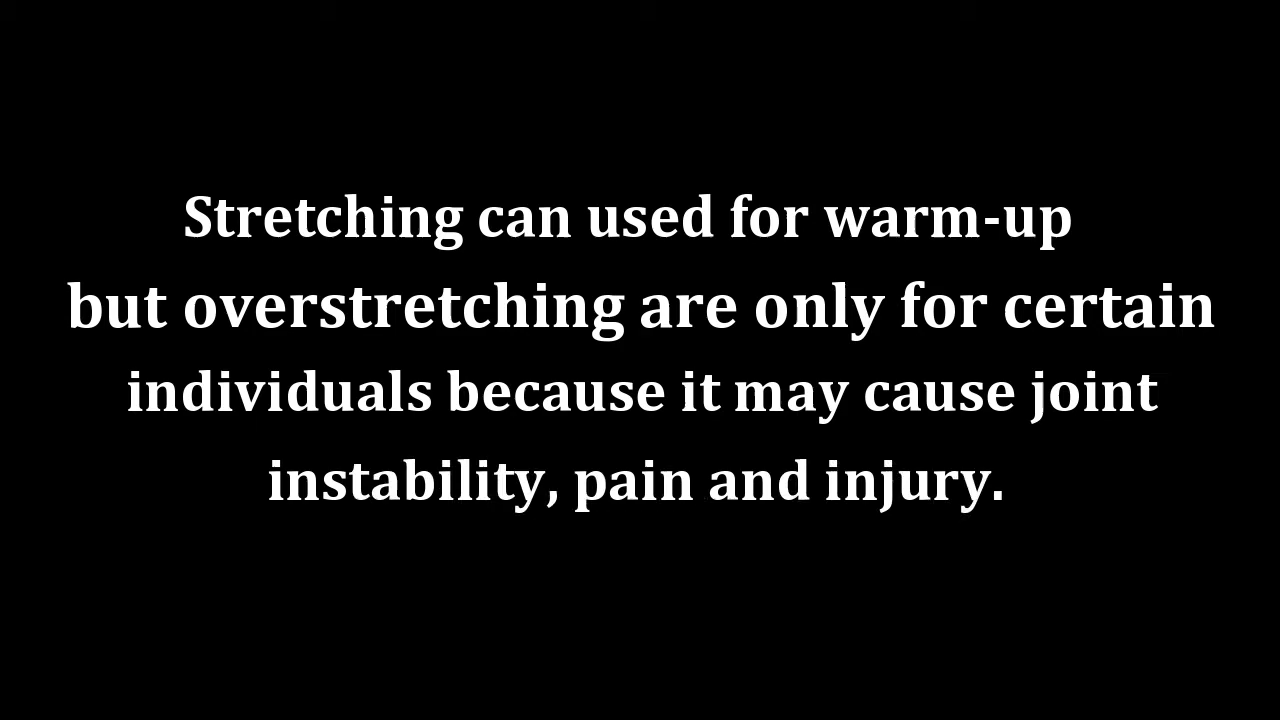 Stretching can used for warm-up
but overstretching are only for certain
individuals because it may cause joint
instability, pain and injury.